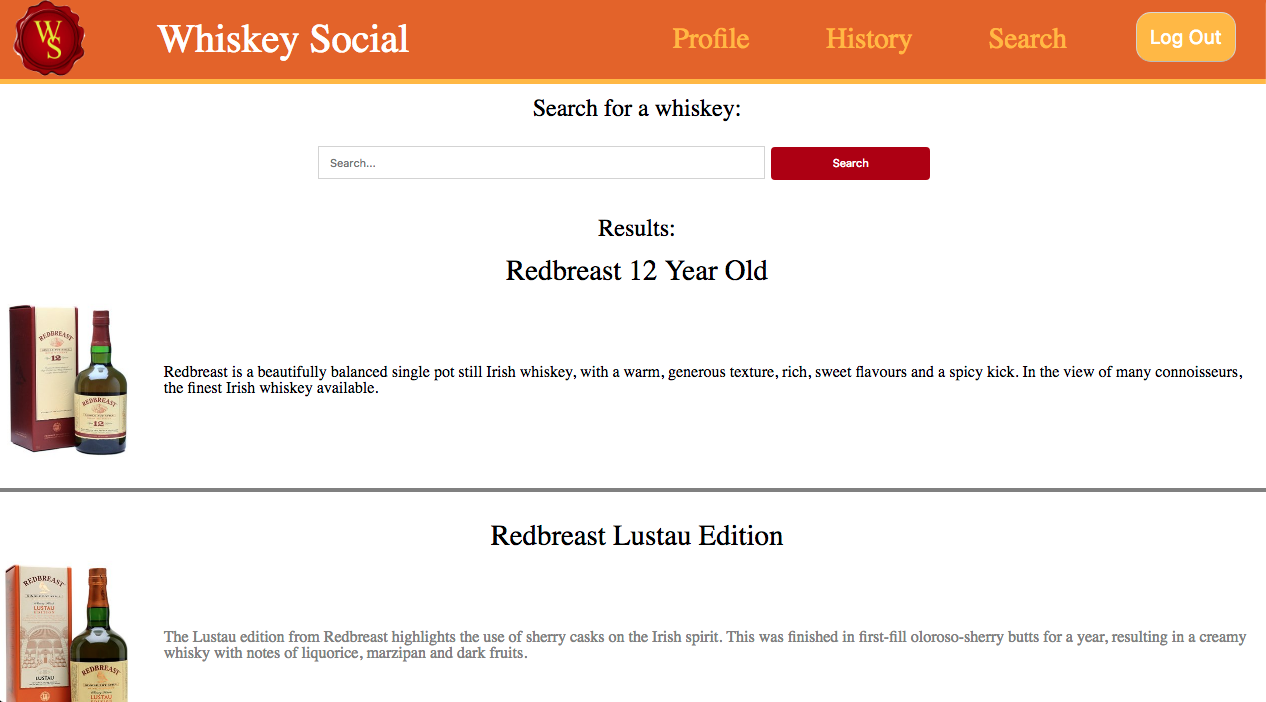 W
S
Whiskey Social
Profile
History
Search
Log Out
Search for a whiskey:
Search...
Search
Results:
Redbreast 12 Year Old
REDBREAST
12
REDBREAST
12
Redbreast is a beautifully balanced single pot still Irish whiskey, with a warm, generous texture, rich, sweet flavours and a spicy kick. In the view of many connoisseurs,
the finest Irish whiskey available.
Redbreast Lustau Edition
REDBREAST
LUSTAU
EDITION
LUSTAU
REDBREAST
LUSTAU
The Lustau edition from Redbreast highlights the use of sherry casks on the Irish spirit. This was finished in first-fill oloroso-sherry butts for a year, resulting in a creamy
whisky with notes of liquorice, marzipan and dark fruits.